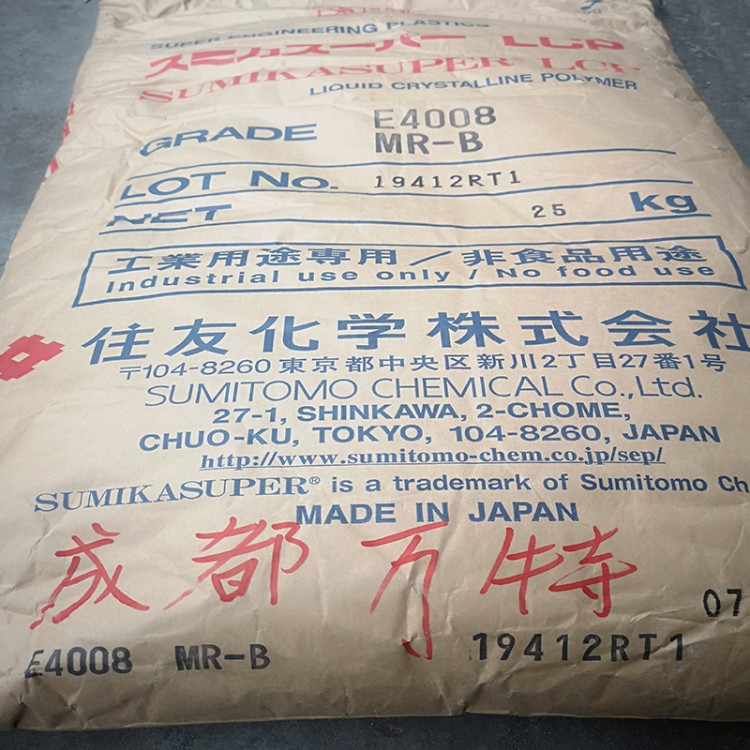 SUPER ENGINEERING PLASTICS
スミカスーパー LCP
SUMIKASUPER LCP
LIQUID CRYSTALLINE POLYMER
GRADE E4008
MR-B
LOT No. 19412RT1
NET 25 kg
工業用途専用/非食品用途
Industrial use only / No food use
住友化学株式会社
〒104-8260 東京都中央区新川2丁目27番1号
SUMITOMO CHEMICAL Co.,Ltd.
27-1, SHINKAWA, 2-CHOME,
CHUO-KU, TOKYO, 104-8260, JAPAN
http://www.sumitomo-chem.co.jp/sep/
SUMIKASUPER® is a trademark of Sumitomo Ch
MADE IN JAPAN
成都万特
07
E4008 MR-B 19412RT1